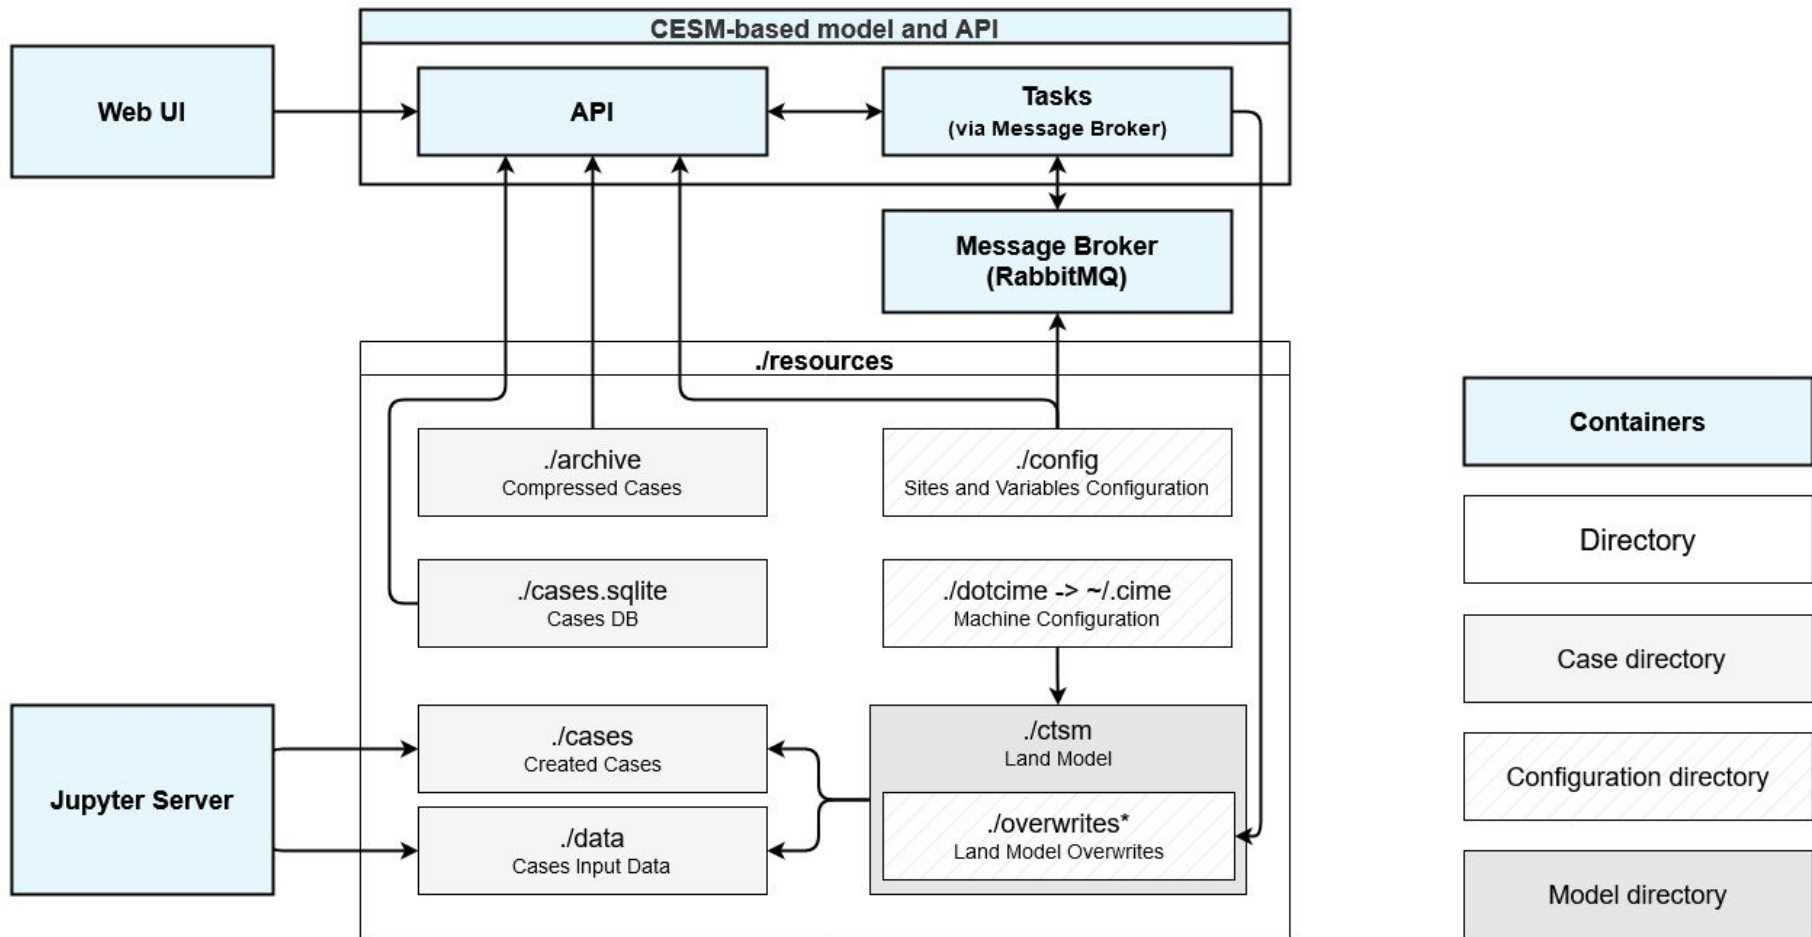 CESM-based model and API
Web UI
API
Tasks
(via Message Broker)
Message Broker
(RabbitMQ)
./resources
./archive
Compressed Cases
./config
Sites and Variables Configuration
./cases.sqlite
Cases DB
./dotcime -> ~/.cime
Machine Configuration
Jupyter Server
./cases
Created Cases
./data
Cases Input Data
./ctsm
Land Model
./overwrites*
Land Model Overwrites
Containers
Directory
Case directory
Configuration directory
Model directory